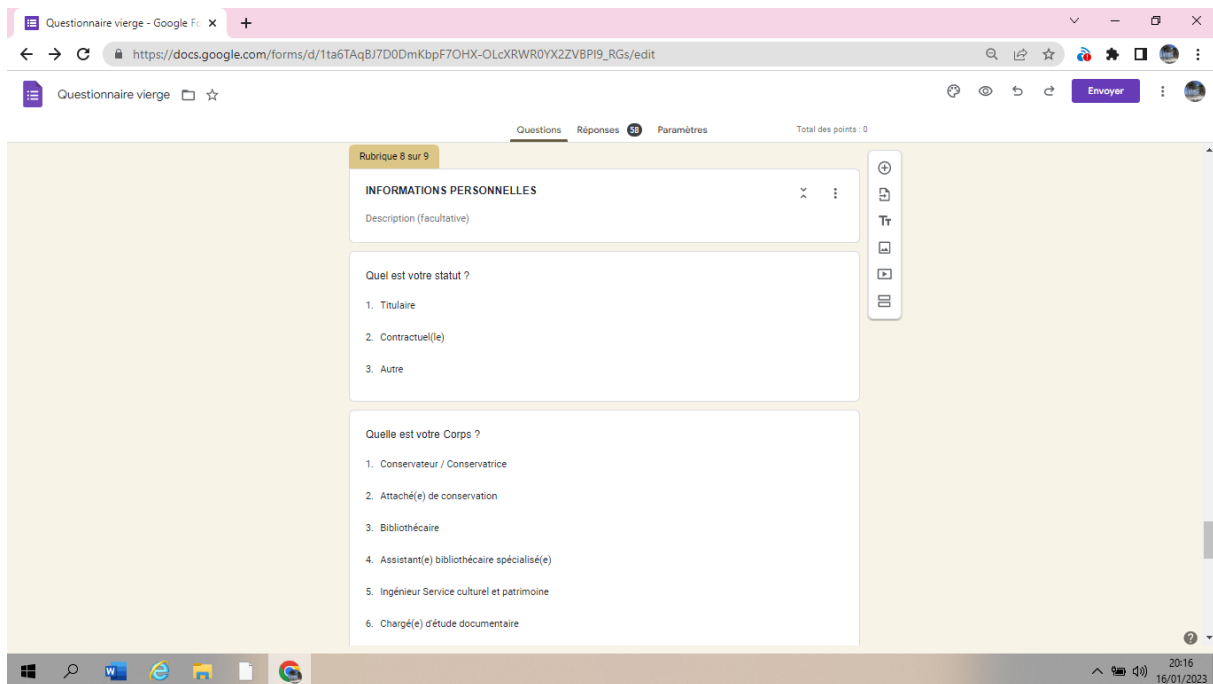 Questionnaire vierge - Google Fo
https://docs.google.com/forms/d/1ta6TAqBJ7D0DmKbpF7OHX-OLcXRWR0YX2ZVBPI9_RGs/edit
Questionnaire vierge
Envoyer
Questions Réponses 58 Paramètres Total des points : 0
Rubrique 8 sur 9
INFORMATIONS PERSONNELLES
Description (facultative)
Quel est votre statut ?
1. Titulaire
2. Contractuel(le)
3. Autre
Quelle est votre Corps ?
1. Conservateur / Conservatrice
2. Attaché(e) de conservation
3. Bibliothécaire
4. Assistant(e) bibliothécaire spécialisé(e)
5. Ingénieur Service culturel et patrimoine
6. Chargé(e) d'étude documentaire
20:16
16/01/2023